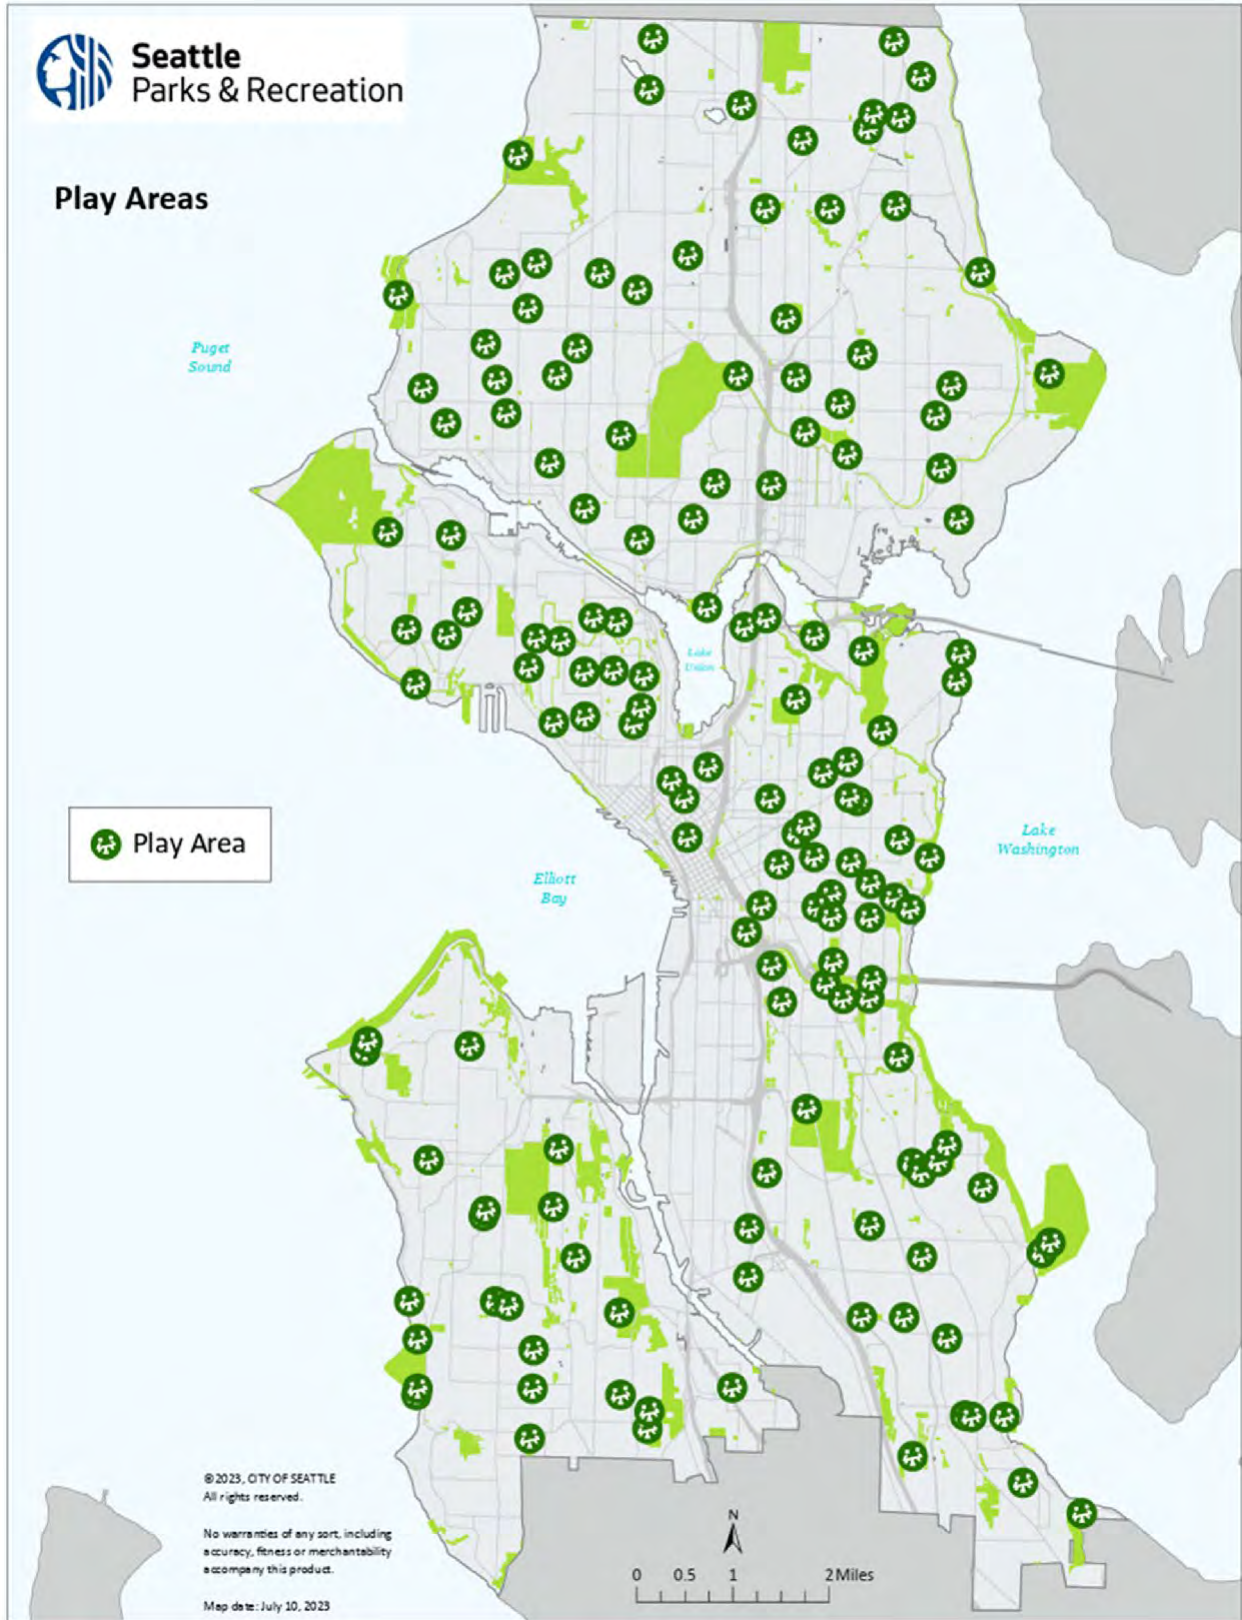 Seattle
Parks & Recreation
Play Areas
Puget
Sound
Lake
Union
Play Area
Lake
Washington
Elliott
Bay
©2023, CITY OF SEATTLE
All rights reserved.
No warranties of any sort, including
accuracy, fitness or merchantability
accompany this product.
Map date: July 10, 2023
N
0 0.5 1 2 Miles